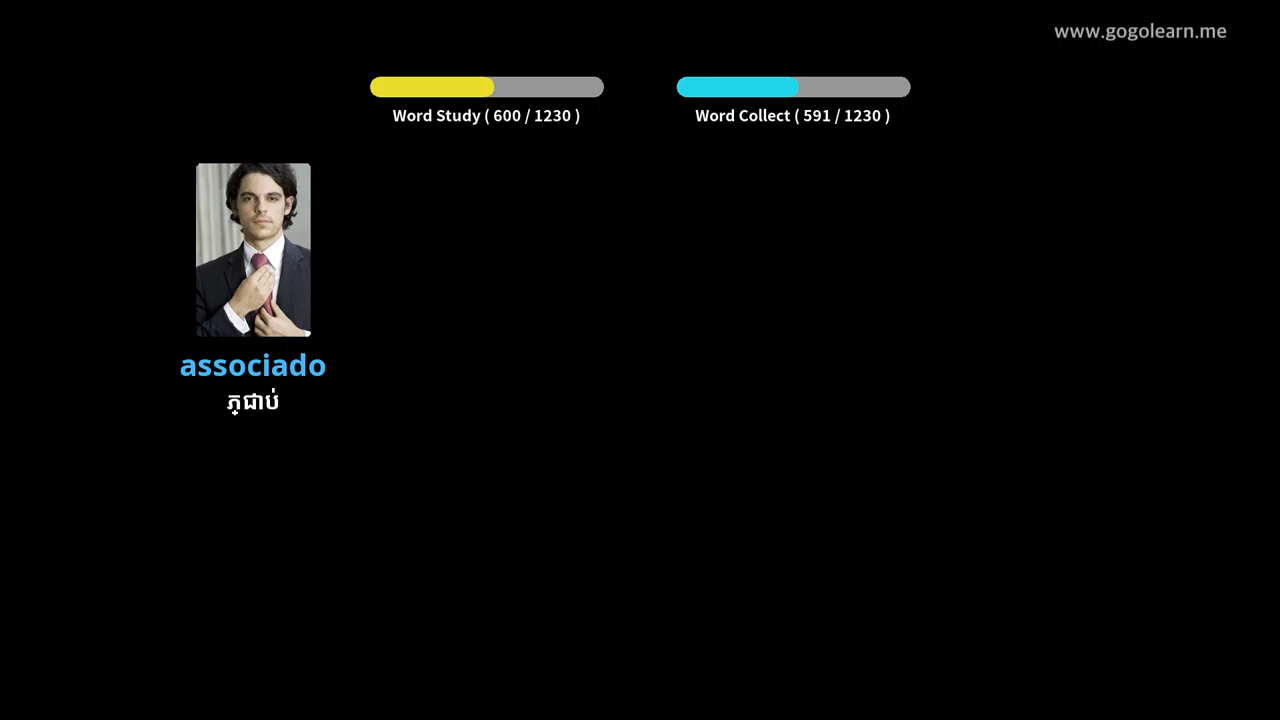 www.gogolearn.me
Word Study ( 600 / 1230 )
Word Collect ( 591 / 1230 )
associado
ភ្ជាប់